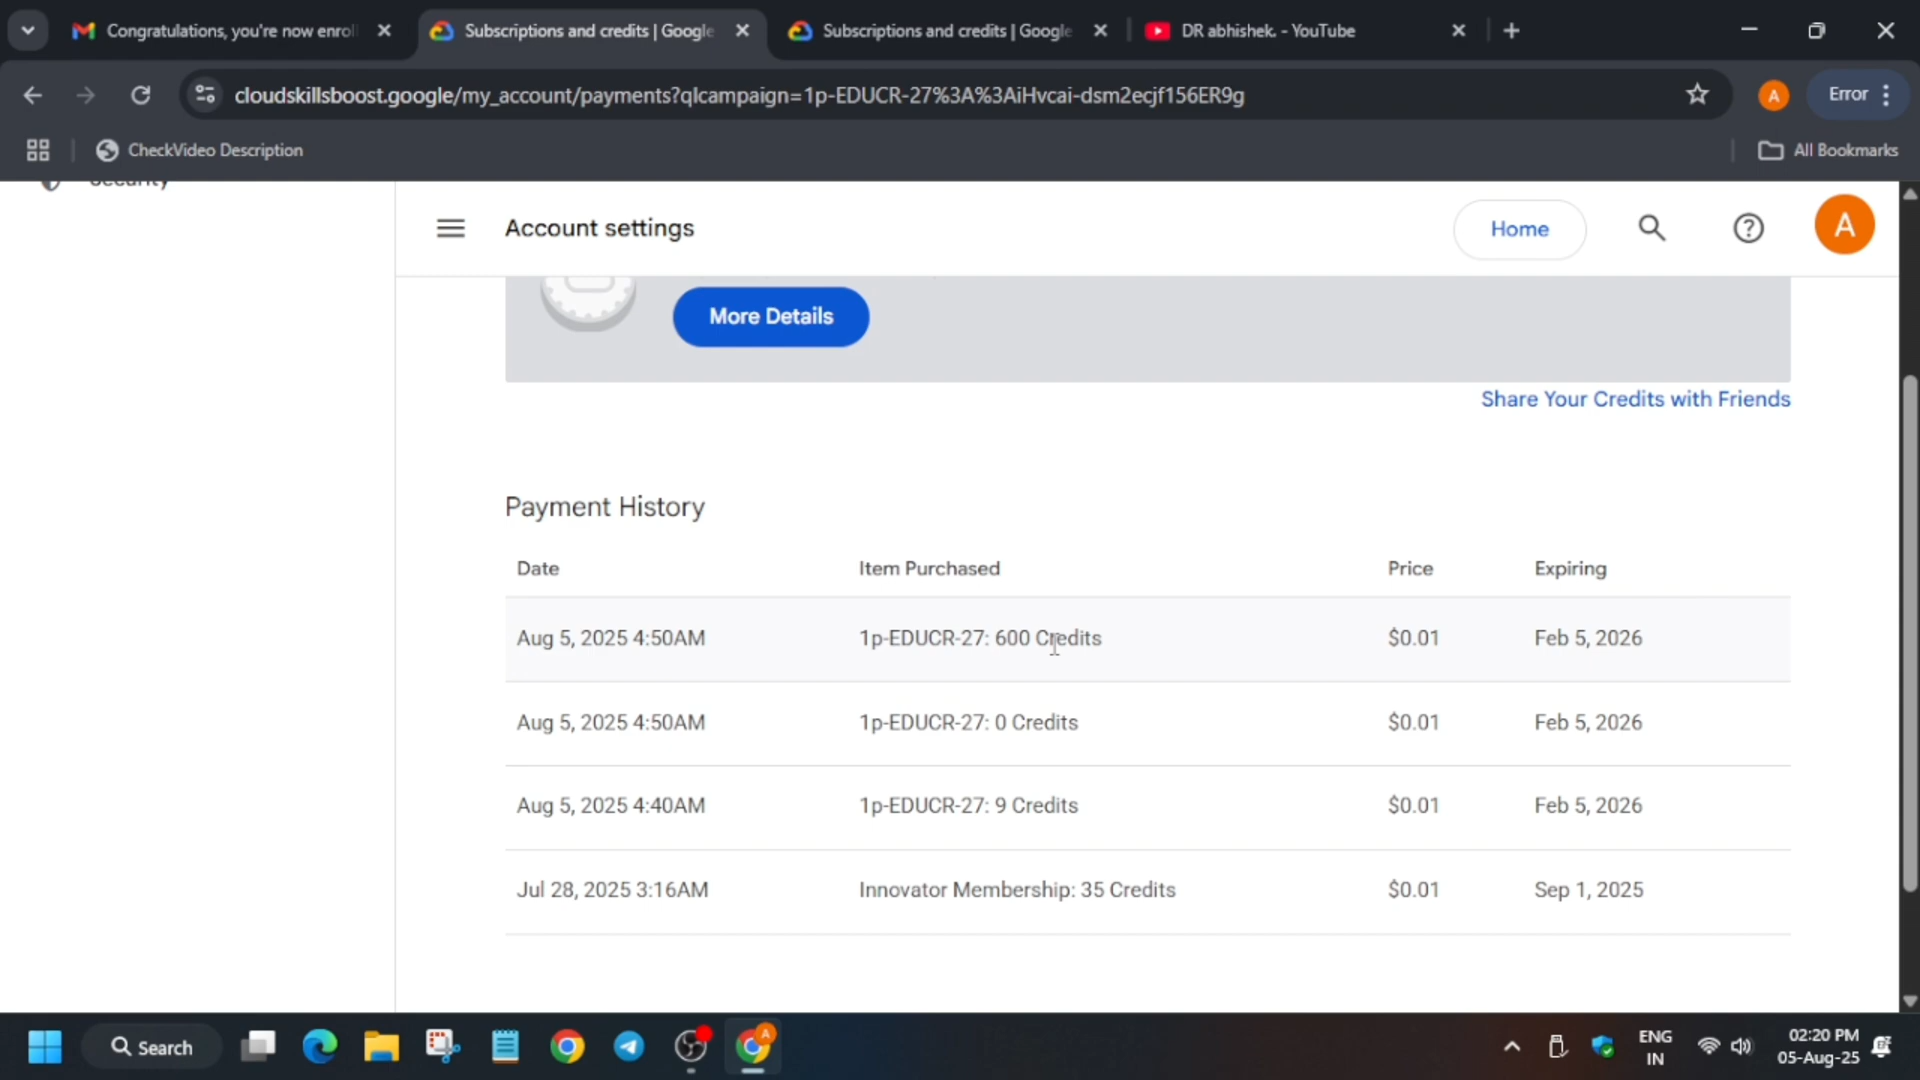 Congratulations, you're now enrol
Subscriptions and credits | Google
Subscriptions and credits | Google
DR abhishek. - YouTube
cloudskillsboost.google/my_account/payments?qlcampaign=1p-EDUCR-27%3A%3AiHvcai-dsm2ecjf156ER9g
A
Error
CheckVideo Description
All Bookmarks
Security
Account settings
Home
A
More Details
Share Your Credits with Friends
Payment History
Date Item Purchased Price Expiring
Aug 5, 2025 4:50AM 1p-EDUCR-27: 600 Credits $0.01 Feb 5, 2026
Aug 5, 2025 4:50AM 1p-EDUCR-27: 0 Credits $0.01 Feb 5, 2026
Aug 5, 2025 4:40AM 1p-EDUCR-27: 9 Credits $0.01 Feb 5, 2026
Jul 28, 2025 3:16AM Innovator Membership: 35 Credits $0.01 Sep 1, 2025
Search
A
ENG
IN
02:20 PM
05-Aug-25